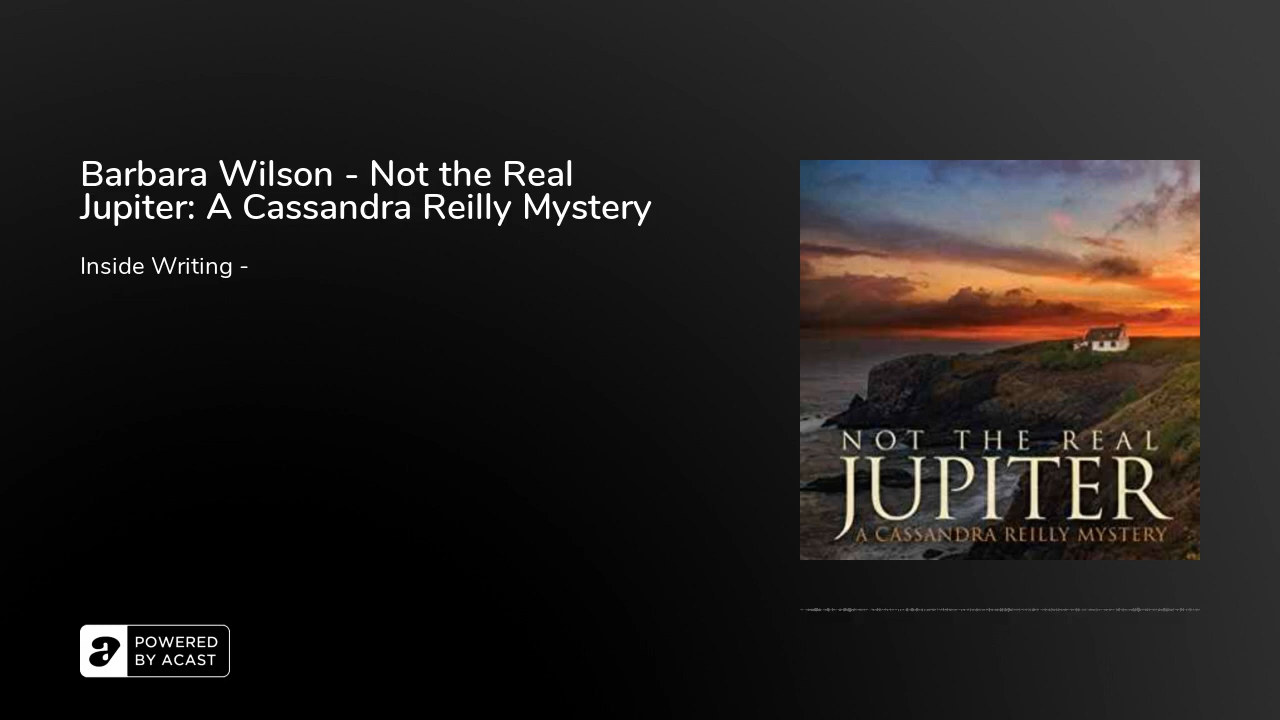 Barbara Wilson - Not the Real
Jupiter: A Cassandra Reilly Mystery
Inside Writing -
NOT THE REAL
JUPITER
A CASSANDRA REILLY MYSTERY
a
POWERED
BY ACAST